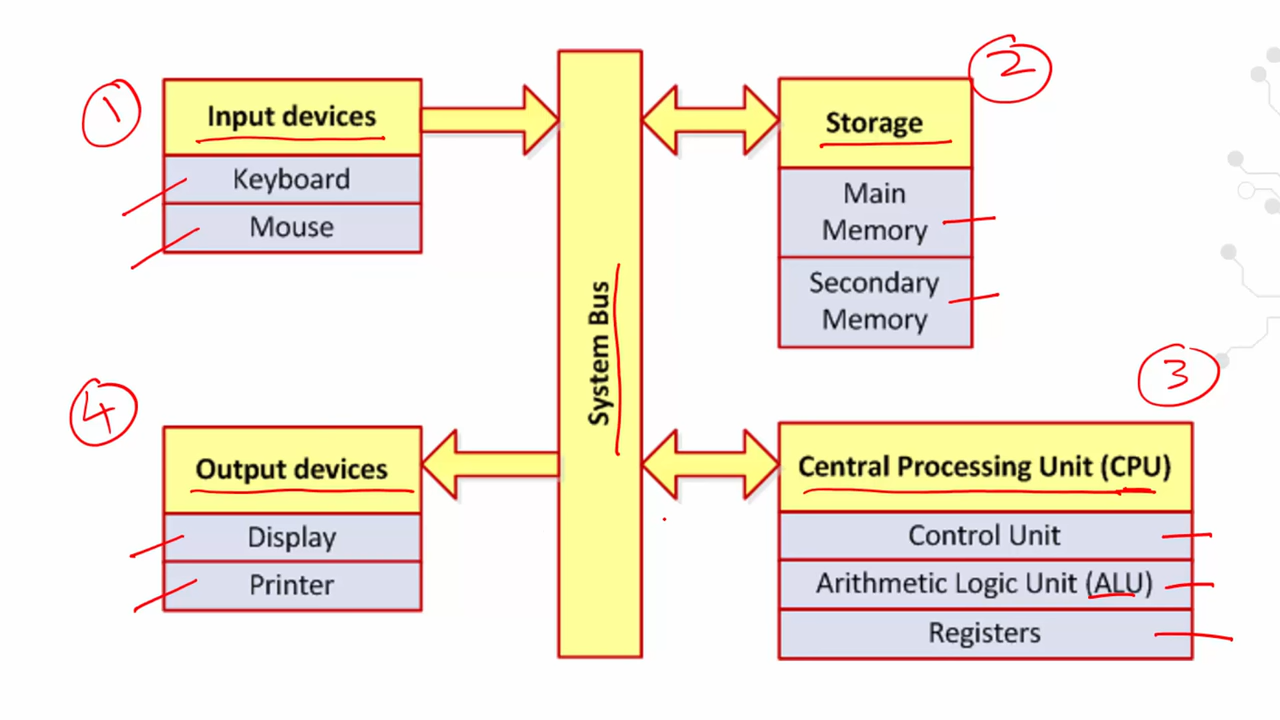 1
Input devices
Keyboard
Mouse
System Bus
2
Storage
Main
Memory
Secondary
Memory
3
Central Processing Unit (CPU)
Control Unit
Arithmetic Logic Unit (ALU)
Registers
4
Output devices
Display
Printer